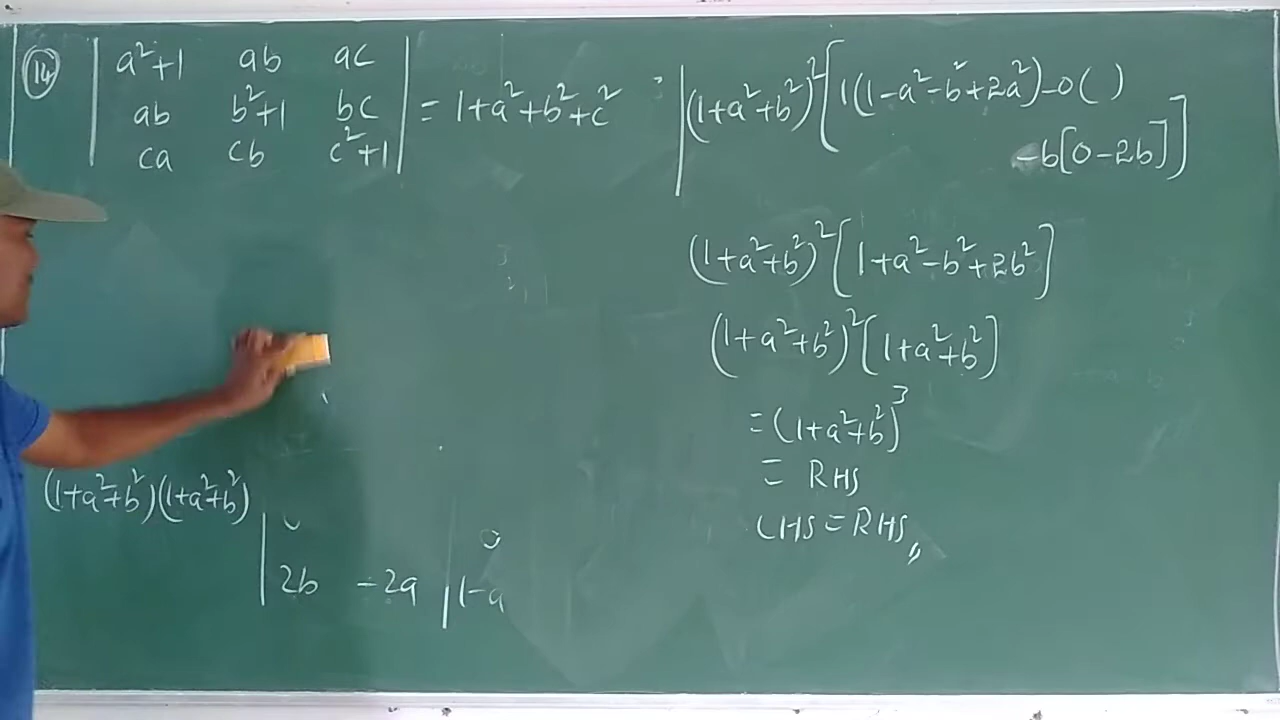 (14) | a²+1 ab ac |
| ab b²+1 bc | = 1+a²+b²+c²
| ca cb c²+1 |
(1+a²+b²)(1+a²+b²)
0 0
| 2b -2a | 1-a
3 | (1+a²+b²)² [ 1(1-a²-b²+2a²)-0( )
-b[0-2b] ]
(1+a²+b²)² [ 1+a²-b²+2b² ]
(1+a²+b²)² [ 1+a²+b² ]
= (1+a²+b²)³
= RHS
LHS = RHS,,